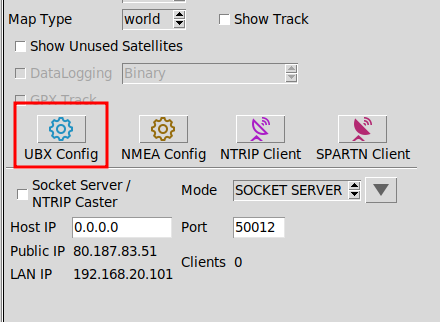 Map Type world Show Track
Show Unused Satellites
DataLogging Binary
GPX Track
UBX Config NMEA Config NTRIP Client SPARTN Client
Socket Server /
NTRIP Caster
Mode SOCKET SERVER
Host IP 0.0.0.0 Port 50012
Public IP 80.187.83.51
Clients 0
LAN IP 192.168.20.101